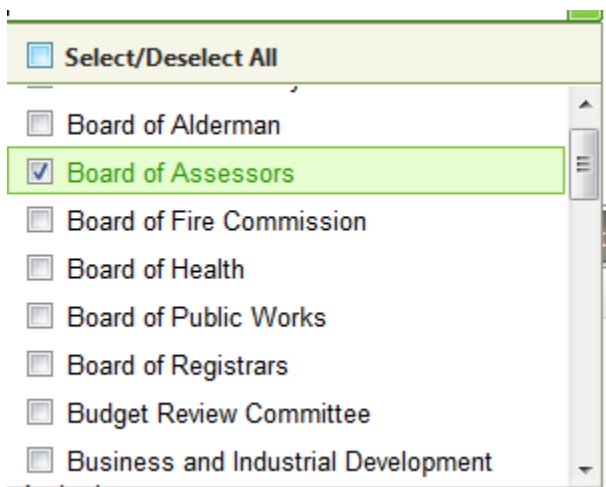 Select/Deselect All
Board of Alderman
Board of Assessors
Board of Fire Commission
Board of Health
Board of Public Works
Board of Registrars
Budget Review Committee
Business and Industrial Development